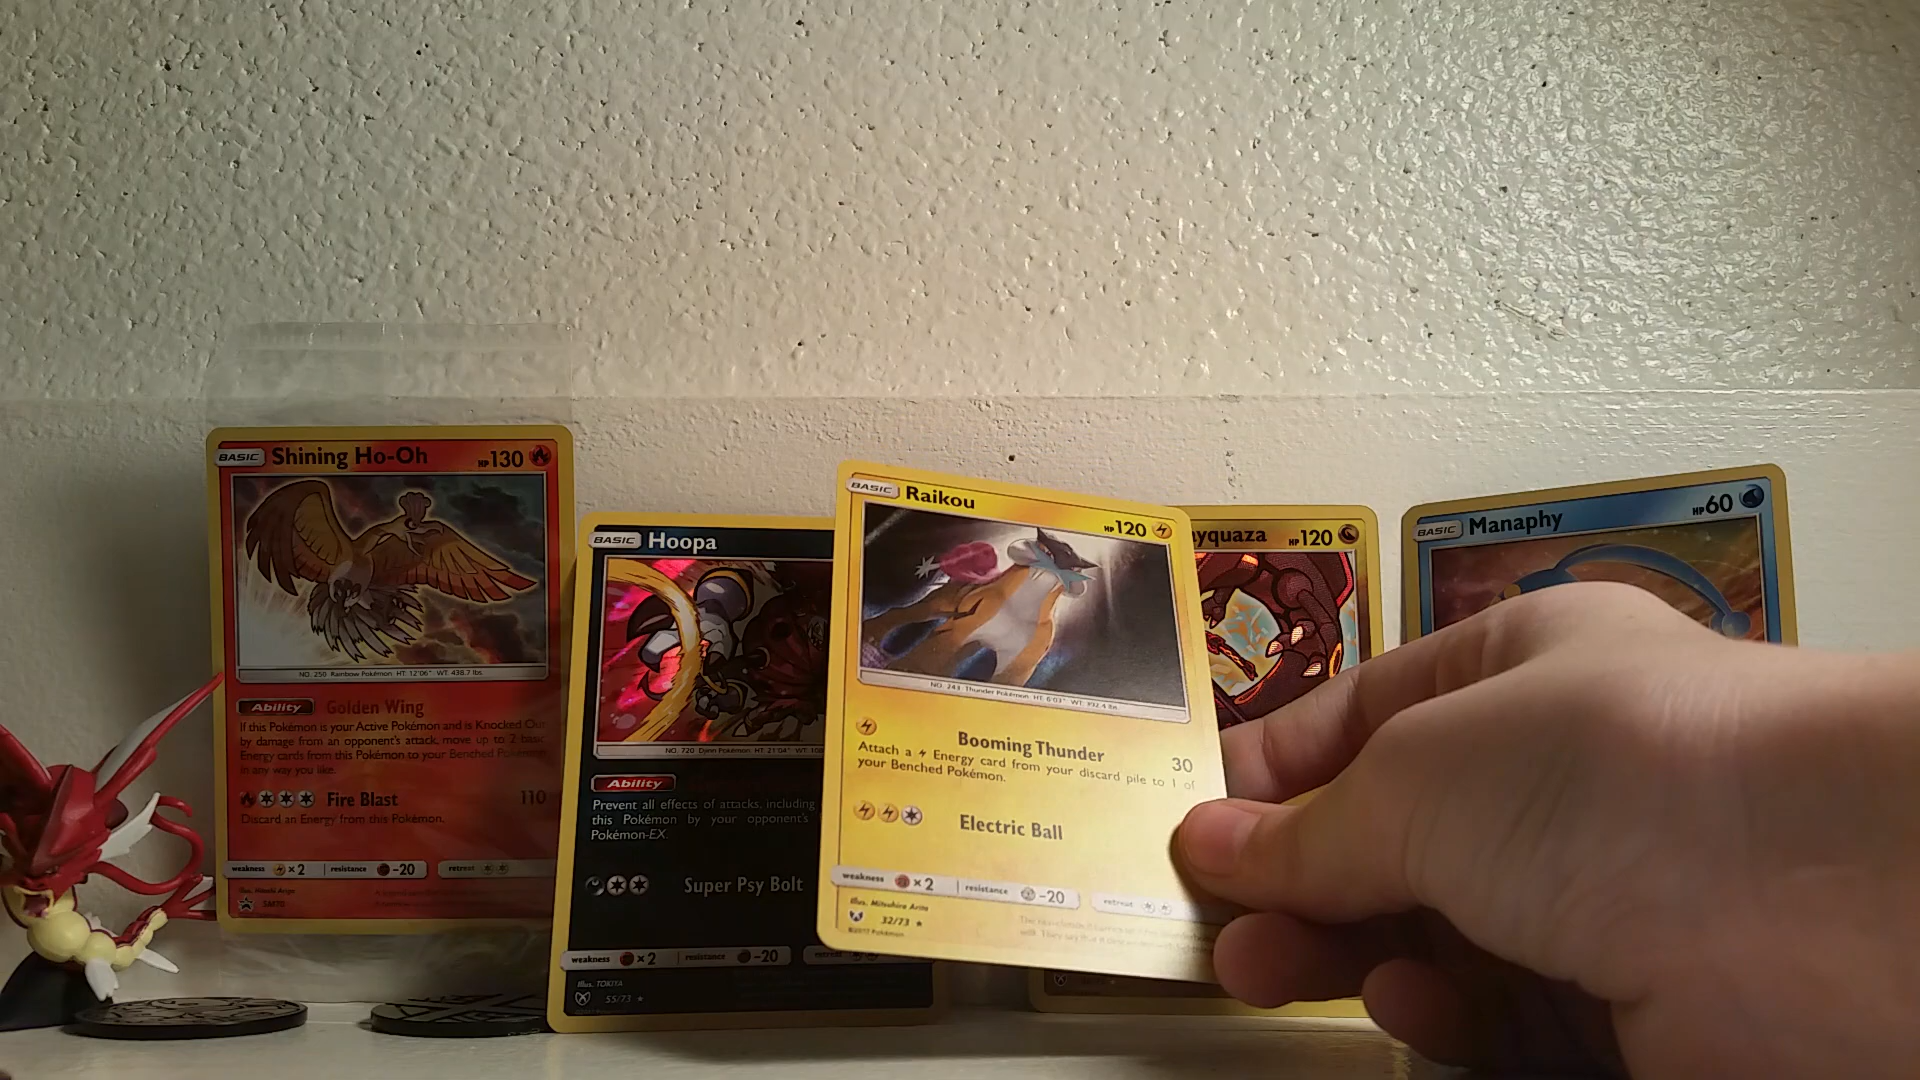 BASIC Shining Ho-Oh HP 130
NO. 250 Rainbow Pokémon HT: 12'06" WT: 438.7 lbs
Ability Golden Wing
If this Pokémon is your Active Pokémon and is Knocked Out
by damage from an opponent's attack, move up to 2 basic
Energy cards from this Pokémon to your Benched Pokémon
in any way you like.
Fire Blast 110
Discard an Energy from this Pokémon.
weakness ×2 resistance -20 retreat
Illus. Hitoshi Ariga
SM70
BASIC Hoopa
NO. 720 Djinn Pokémon HT: 21'04" WT: 108
Ability
Prevent all effects of attacks, including
this Pokémon by your opponent's
Pokémon-EX.
Super Psy Bolt
weakness ×2 resistance -20 retreat
Illus. TOKIYA
55/73 ★
BASIC Raikou HP 120
NO. 243 Thunder Pokémon HT: 6'03" WT: 392.4 lbs
Booming Thunder 30
Attach a Energy card from your discard pile to 1 of
your Benched Pokémon.
Electric Ball
weakness ×2 resistance -20 retreat
Illus. Mitsuhiro Arita
32/73 ★
©2017 Pokémon
ayquaza HP 120
BASIC Manaphy HP 60